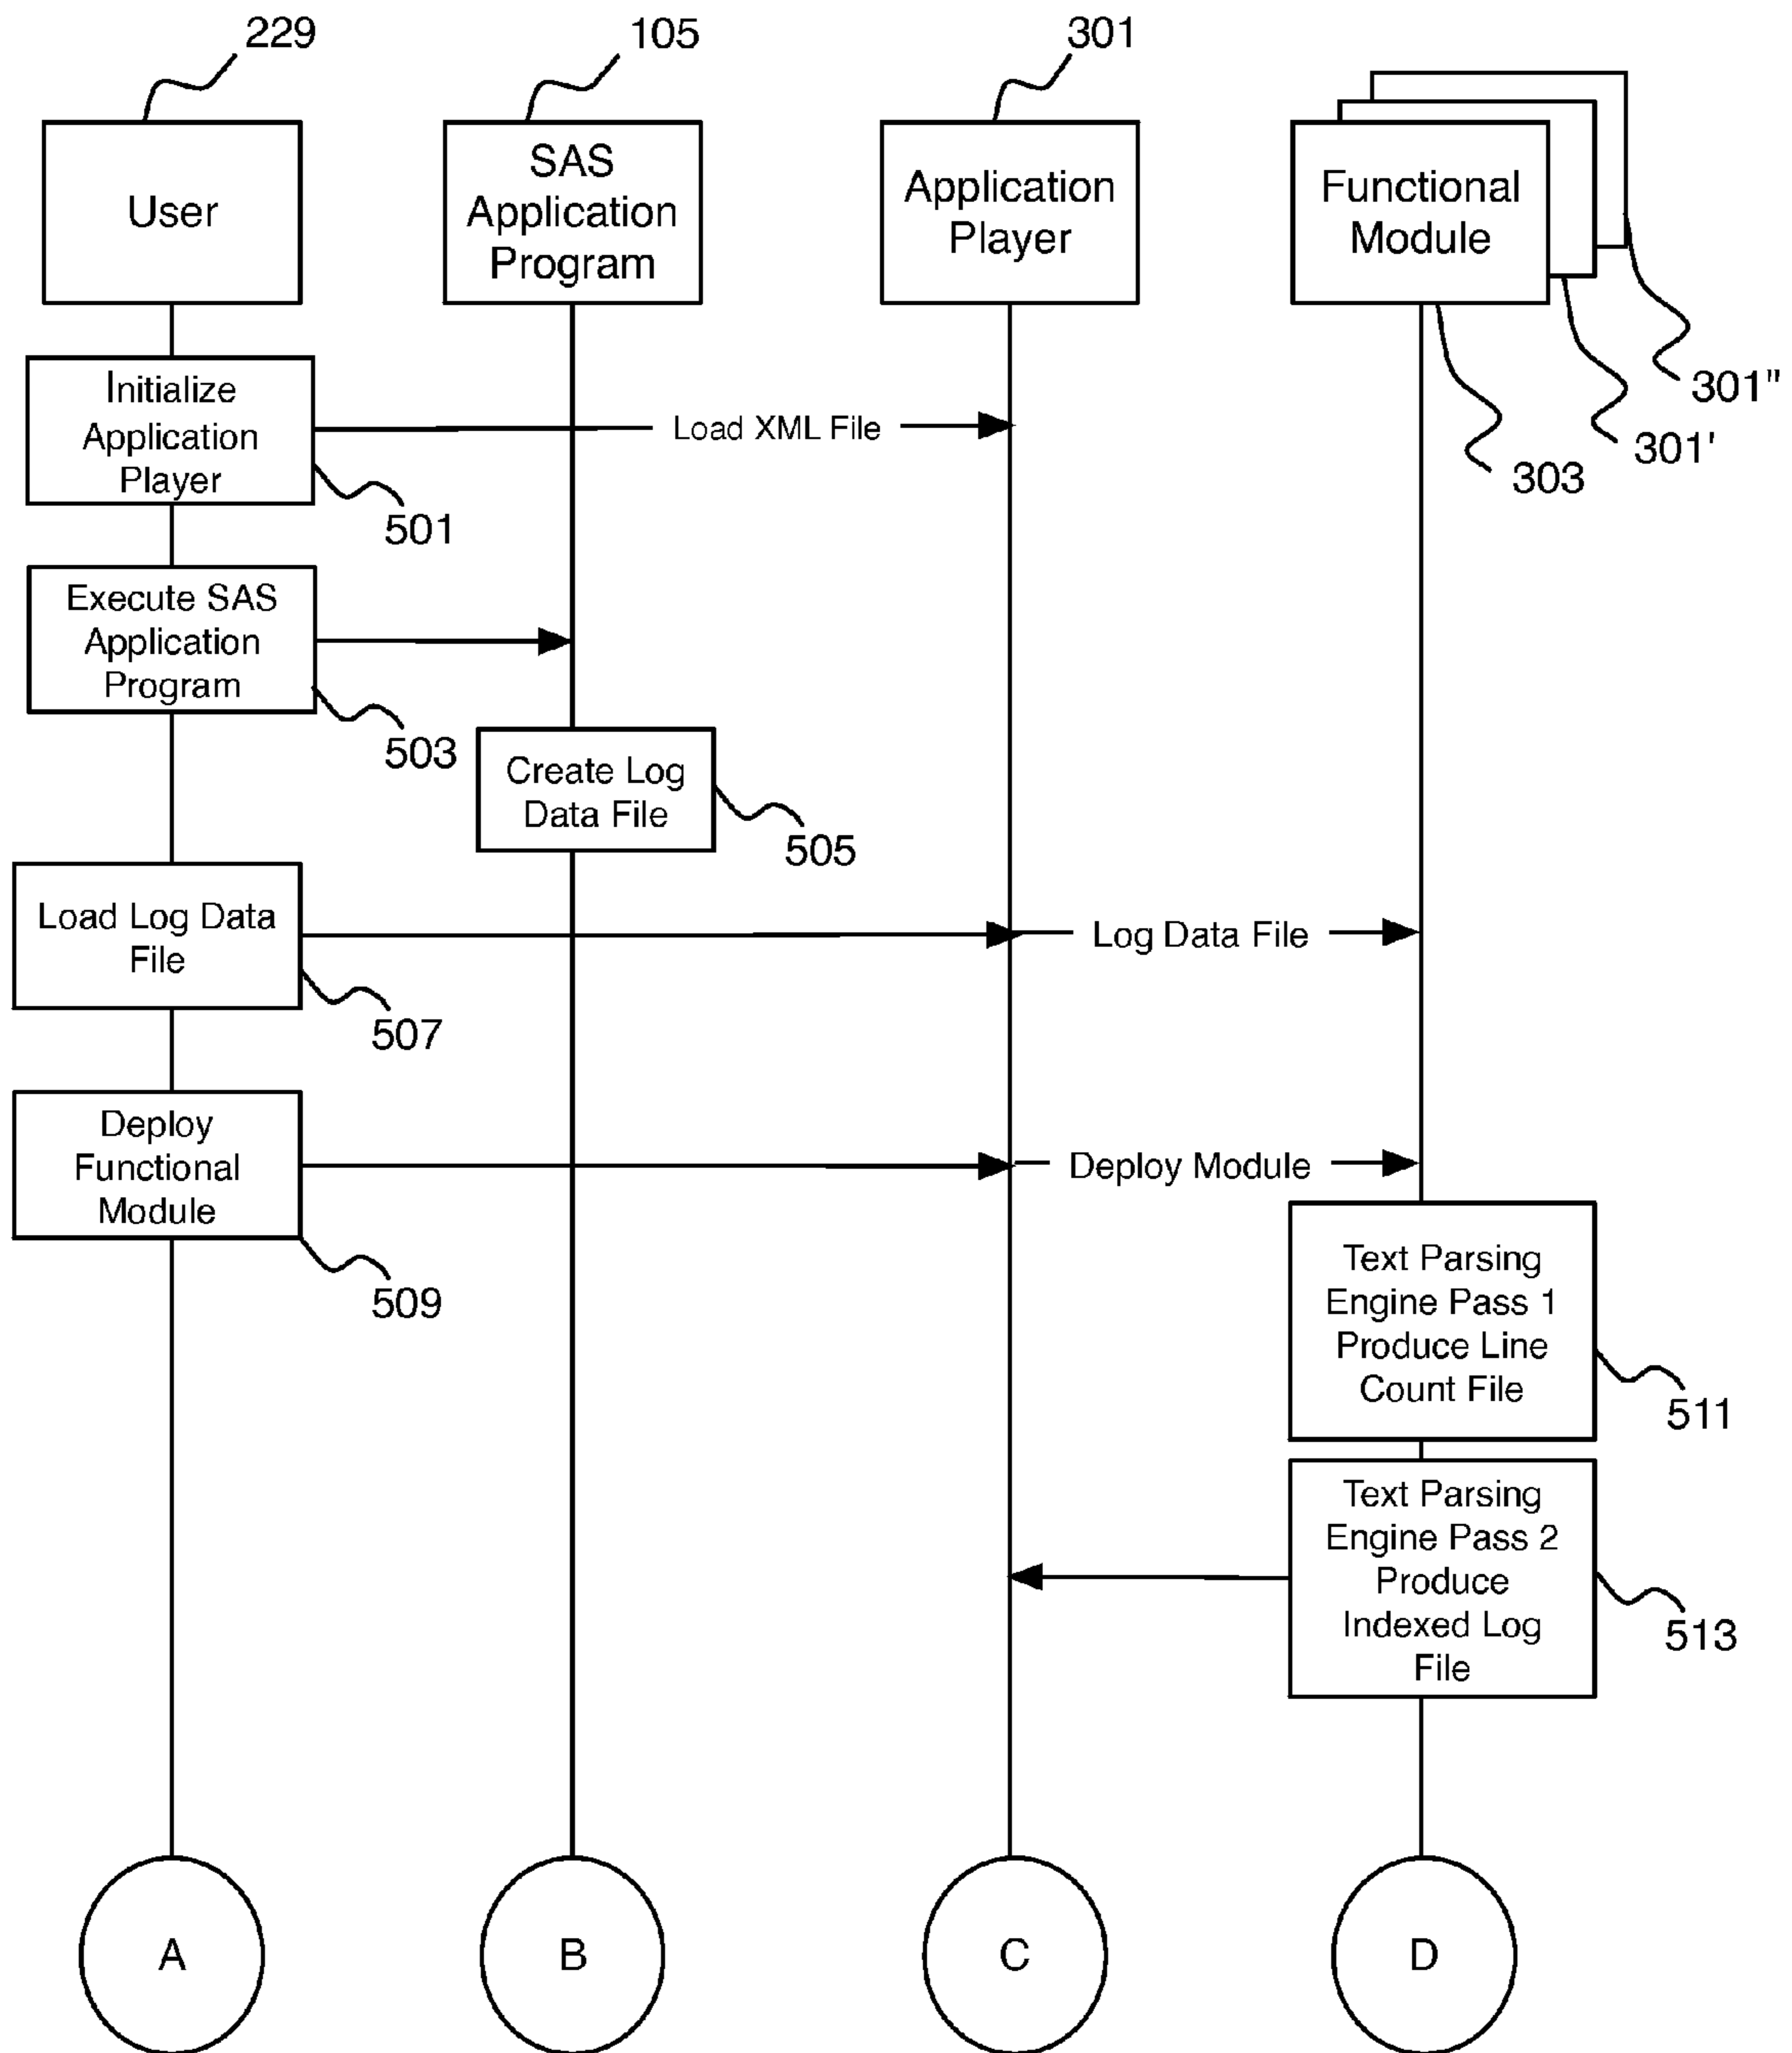 229
105
301
User
SAS
Application
Program
Application
Player
Functional
Module
301"
301'
303
Initialize
Application
Player
Load XML File
501
Execute SAS
Application
Program
503
Create Log
Data File
505
Load Log Data
File
Log Data File
507
Deploy
Functional
Module
Deploy Module
509
Text Parsing
Engine Pass 1
Produce Line
Count File
511
Text Parsing
Engine Pass 2
Produce
Indexed Log
File
513
A
B
C
D